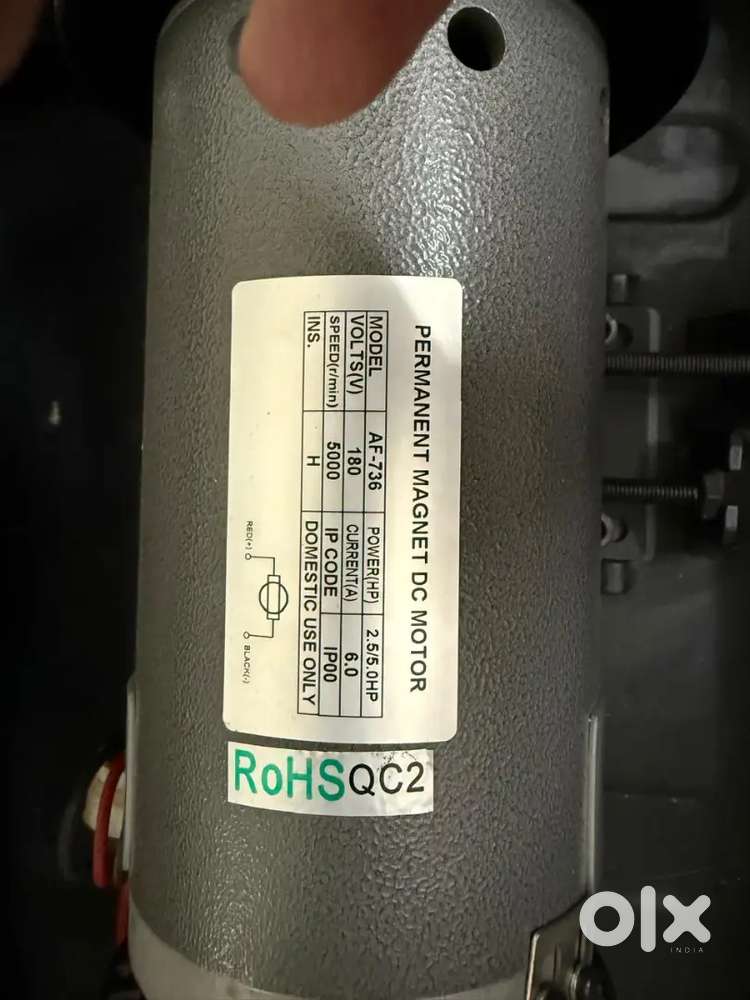 PERMANENT MAGNET DC MOTOR
MODEL AF-736 POWER(HP) 2.5/5.0HP
VOLTS(V) 180 CURRENT(A) 6.0
SPEED(r/min) 5000 IP CODE IP00
INS. H DOMESTIC USE ONLY
RED(+) BLACK(-)
RoHS QC2
olx
INDIA